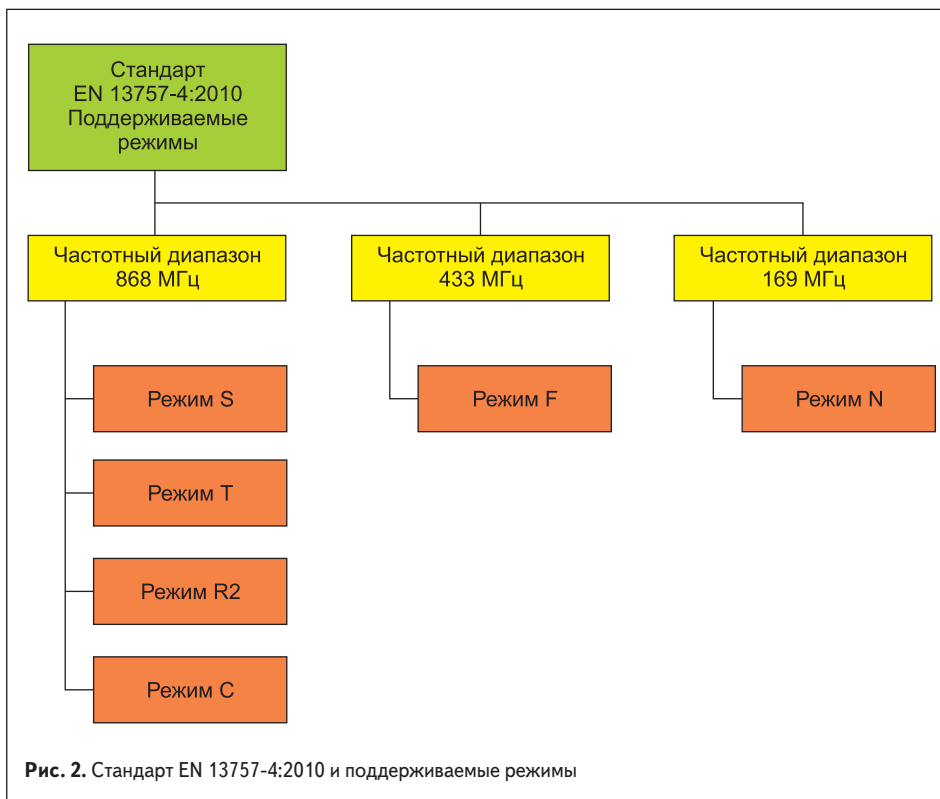 Стандарт
EN 13757-4:2010
Поддерживаемые
режимы
Частотный диапазон
868 МГц
Частотный диапазон
433 МГц
Частотный диапазон
169 МГц
Режим S
Режим F
Режим N
Режим T
Режим R2
Режим C
Рис. 2. Стандарт EN 13757-4:2010 и поддерживаемые режимы